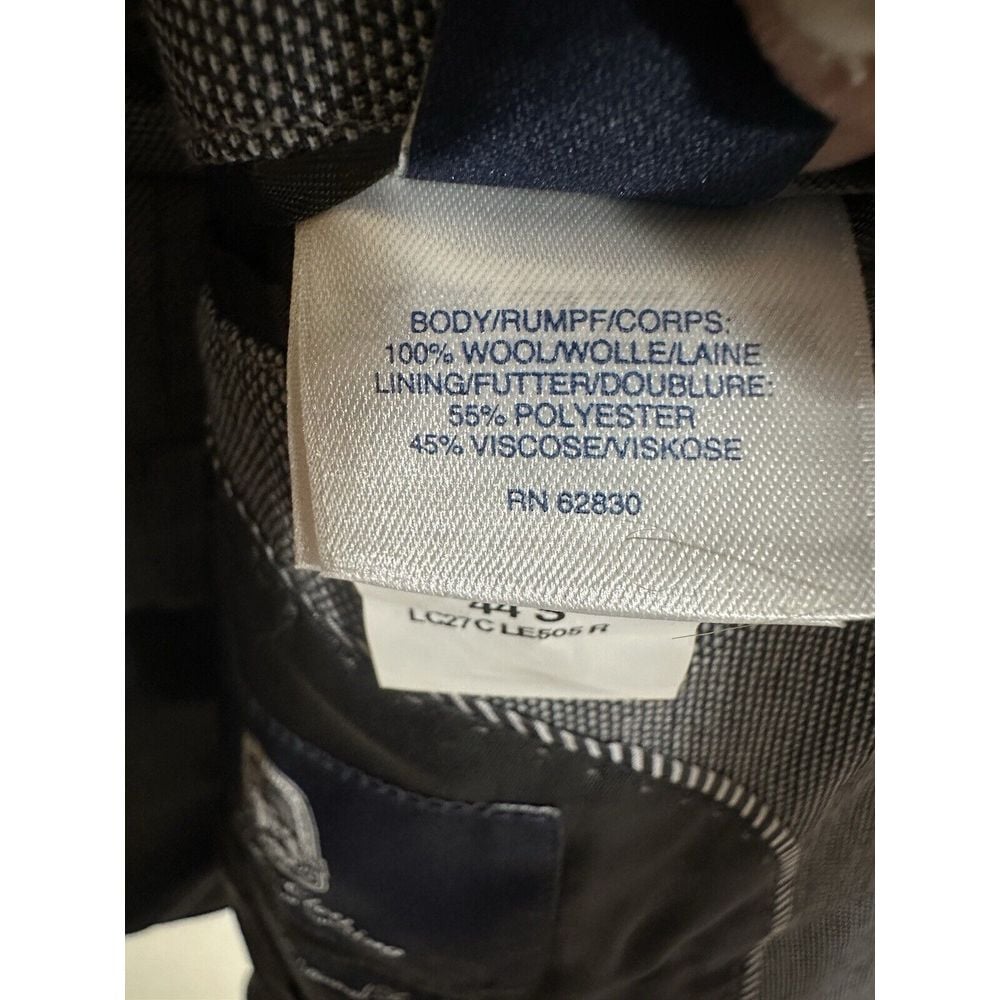 BODY/RUMPF/CORPS:
100% WOOL/WOLLE/LAINE
LINING/FUTTER/DOUBLURE:
55% POLYESTER
45% VISCOSE/VISKOSE
RN 62830
44 S
LC27C LE505 R